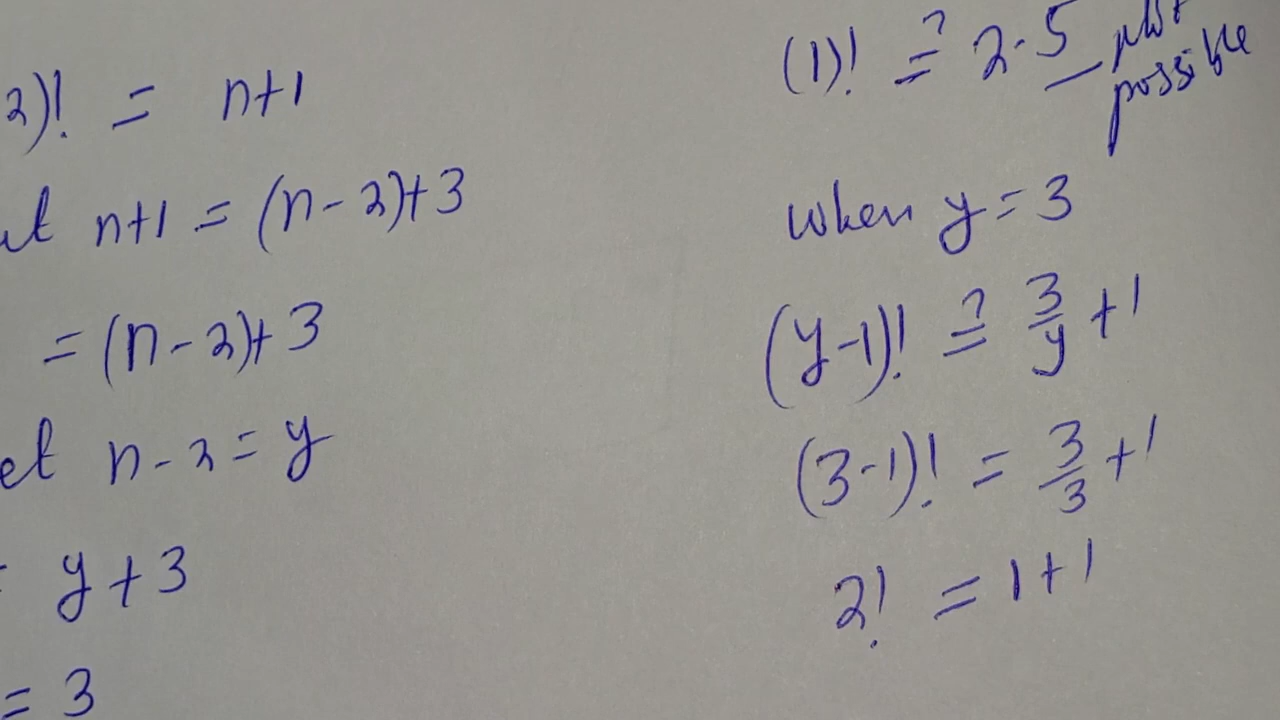 2)! = n+1
n+1 = (n-2)+3
= (n-2)+3
et n-2 = y
= y+3
= 3
(1)! ≟ 2.5 not possible
when y = 3
(y-1)! ≟ 3/y + 1
(3-1)! = 3/3 + 1
2! = 1+1